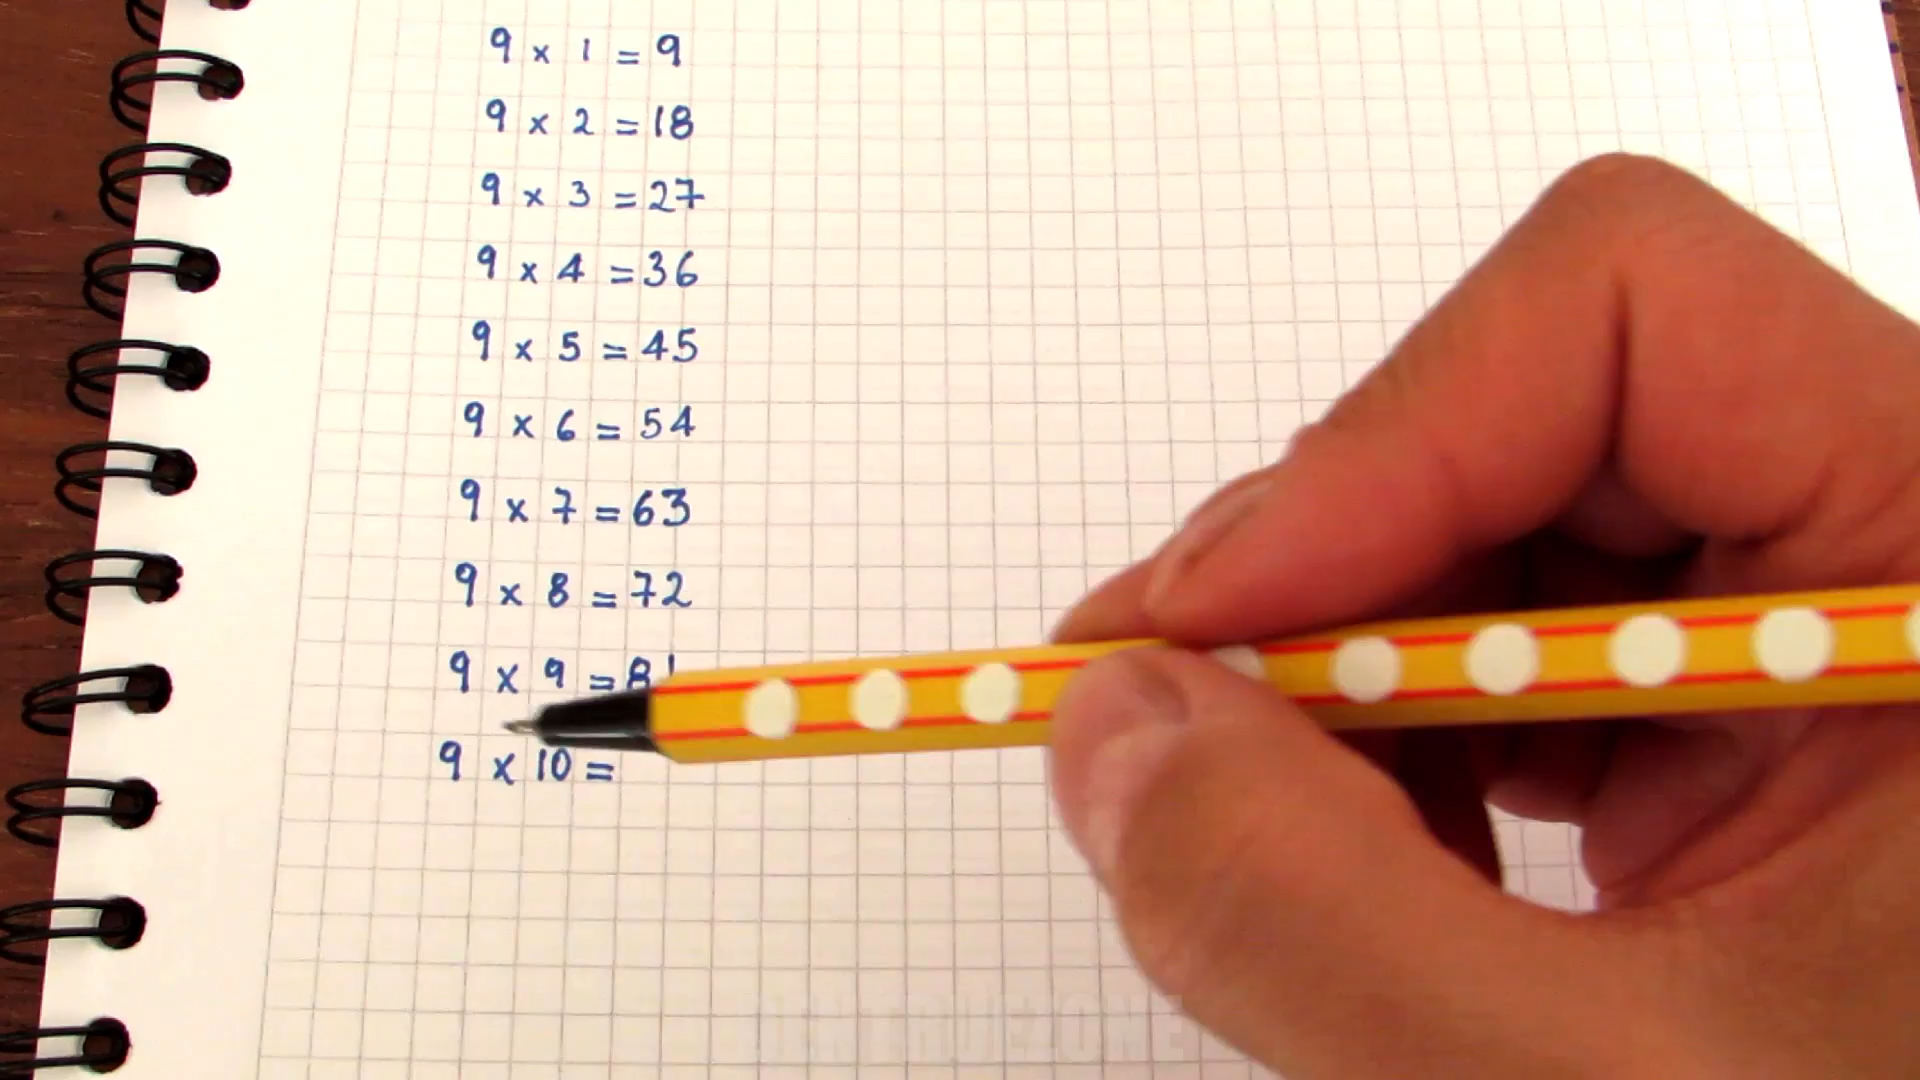 9 x 1 = 9
9 x 2 = 18
9 x 3 = 27
9 x 4 = 36
9 x 5 = 45
9 x 6 = 54
9 x 7 = 63
9 x 8 = 72
9 x 9 = 81
9 x 10 =